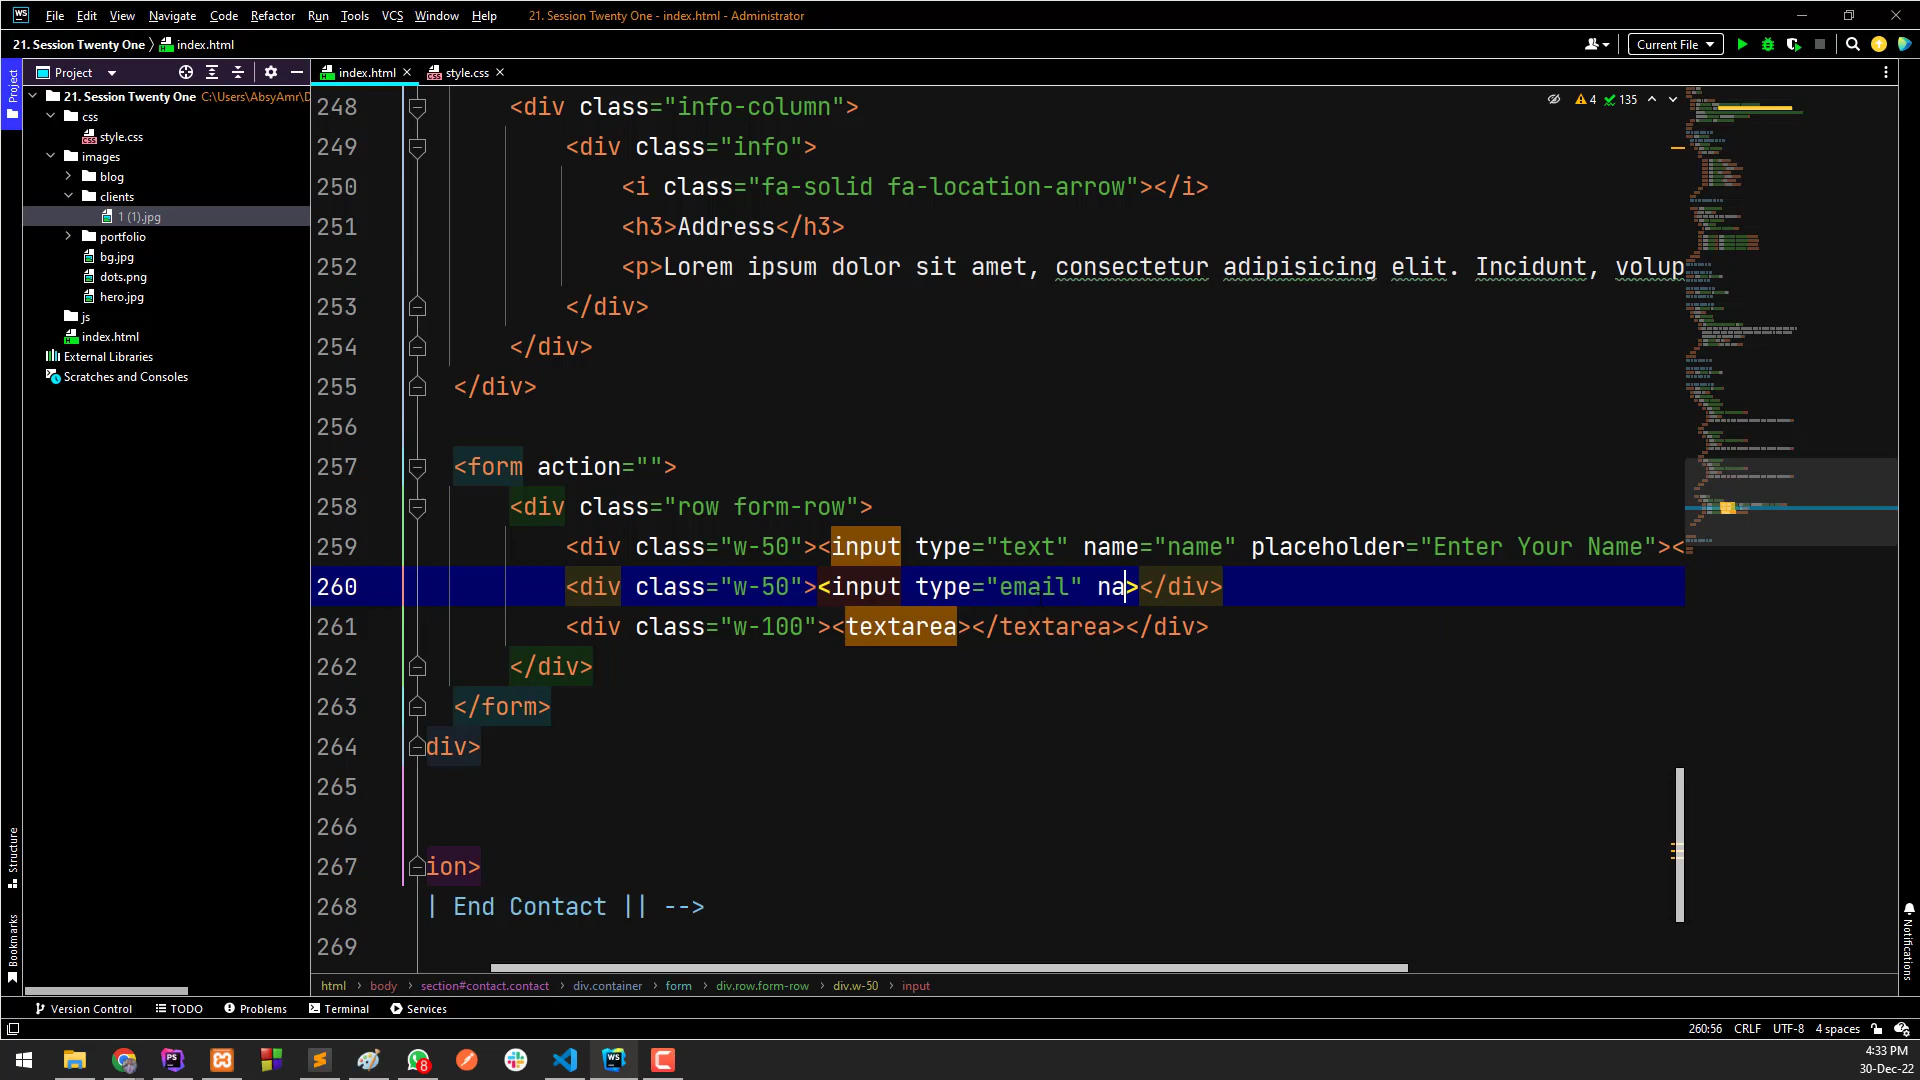 WS File Edit View Navigate Code Refactor Run Tools VCS Window Help 21. Session Twenty One - index.html - Administrator
21. Session Twenty One index.html Current File
Project index.html style.css
Project
21. Session Twenty One C:\Users\AbsyAmr\D
css
style.css
images
blog
clients
1 (1).jpg
portfolio
bg.jpg
dots.png
hero.jpg
js
index.html
External Libraries
Scratches and Consoles
4 135
248 <div class="info-column">
249 <div class="info">
250 <i class="fa-solid fa-location-arrow"></i>
251 <h3>Address</h3>
252 <p>Lorem ipsum dolor sit amet, consectetur adipisicing elit. Incidunt, volup
253 </div>
254 </div>
255 </div>
256
257 <form action="">
258 <div class="row form-row">
259 <div class="w-50"><input type="text" name="name" placeholder="Enter Your Name"><
260 <div class="w-50"><input type="email" na></div>
261 <div class="w-100"><textarea></textarea></div>
262 </div>
263 </form>
264 div>
265
266
267 ion>
268 | End Contact || -->
269
Structure
Bookmarks
Notifications
html body section#contact.contact div.container form div.row.form-row div.w-50 input
Version Control TODO Problems Terminal Services
260:56 CRLF UTF-8 4 spaces
PS 8 WS
4:33 PM
30-Dec-22